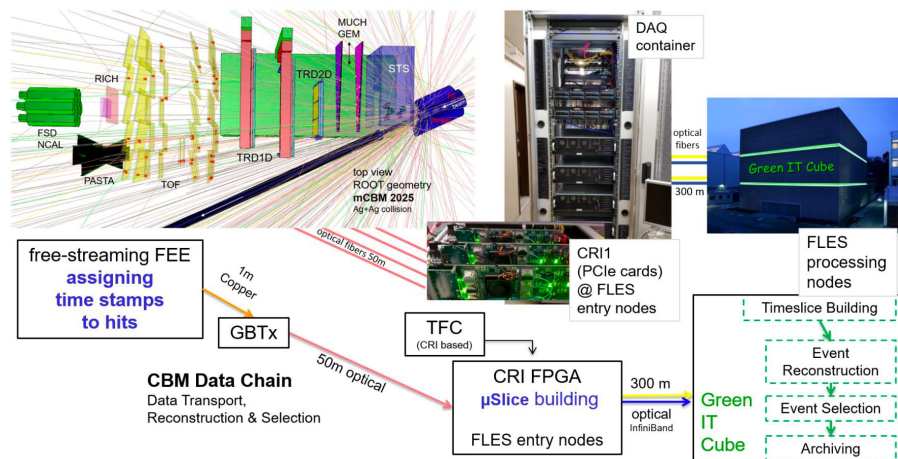 MUCH
GEM
DAQ
container
RICH
TRD2D
STS
FSD
NCAL
TRD1D
PASTA
TOF
top view
ROOT geometry
mCBM 2025
Ag+Ag collision
optical
fibers
300 m
Green IT Cube
optical fibers 50m
CRI1
(PCIe cards)
@ FLES
entry nodes
FLES
processing
nodes
free-streaming FEE
assigning
time stamps
to hits
1m
Copper
GBTx
50m optical
TFC
(CRI based)
CBM Data Chain
Data Transport,
Reconstruction & Selection
CRI FPGA
µSlice building
FLES entry nodes
300 m
optical
InfiniBand
Green
IT
Cube
Timeslice Building
Event
Reconstruction
Event Selection
Archiving